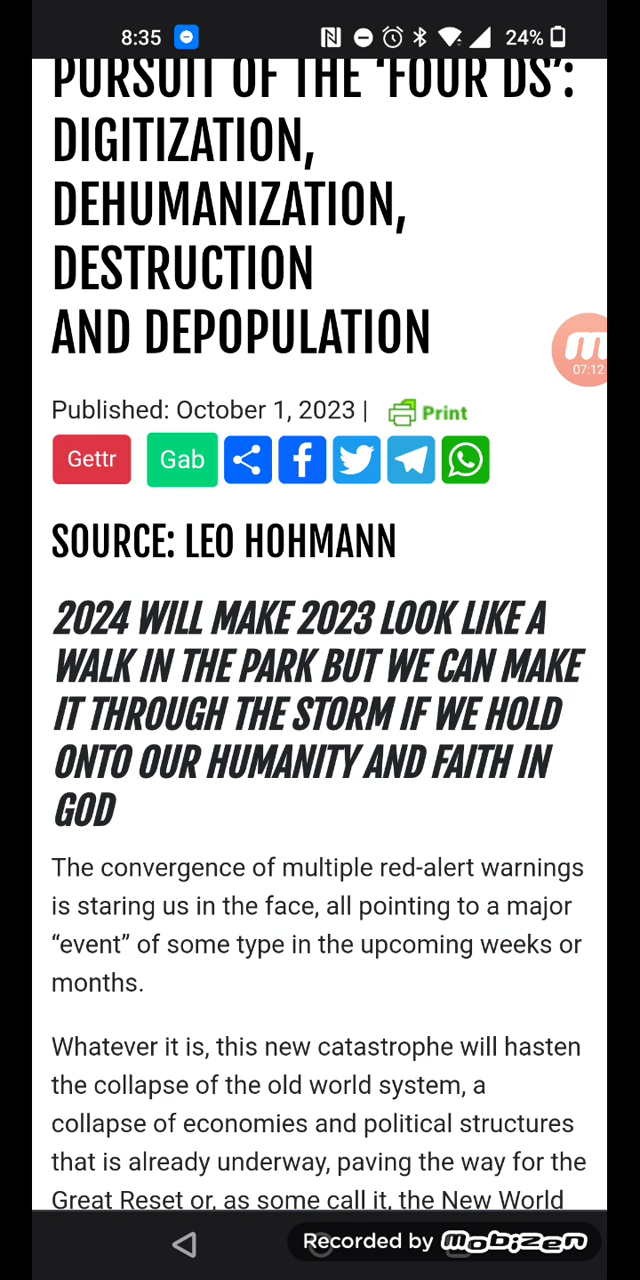 8:35
24%
PURSUIT OF THE ‘FOUR DS’:
DIGITIZATION,
DEHUMANIZATION,
DESTRUCTION
AND DEPOPULATION
07:12
Published: October 1, 2023 | Print
Gettr Gab
SOURCE: LEO HOHMANN
2024 WILL MAKE 2023 LOOK LIKE A
WALK IN THE PARK BUT WE CAN MAKE
IT THROUGH THE STORM IF WE HOLD
ONTO OUR HUMANITY AND FAITH IN
GOD
The convergence of multiple red-alert warnings
is staring us in the face, all pointing to a major
“event” of some type in the upcoming weeks or
months.
Whatever it is, this new catastrophe will hasten
the collapse of the old world system, a
collapse of economies and political structures
that is already underway, paving the way for the
Great Reset or, as some call it, the New World
Recorded by Mobizen